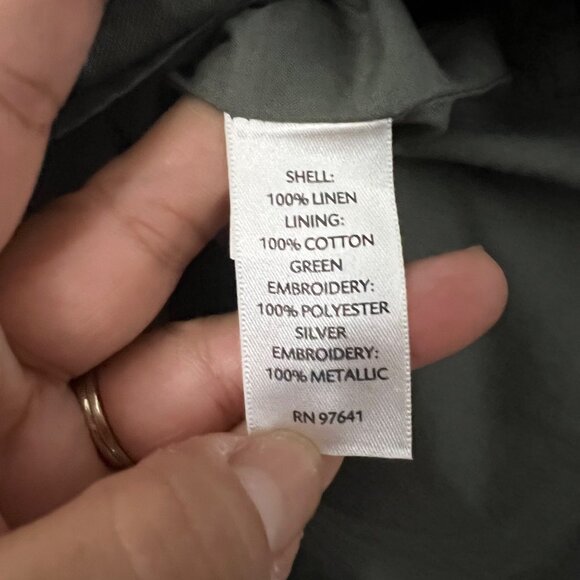 SHELL:
100% LINEN
LINING:
100% COTTON
GREEN
EMBROIDERY:
100% POLYESTER
SILVER
EMBROIDERY:
100% METALLIC
RN 97641